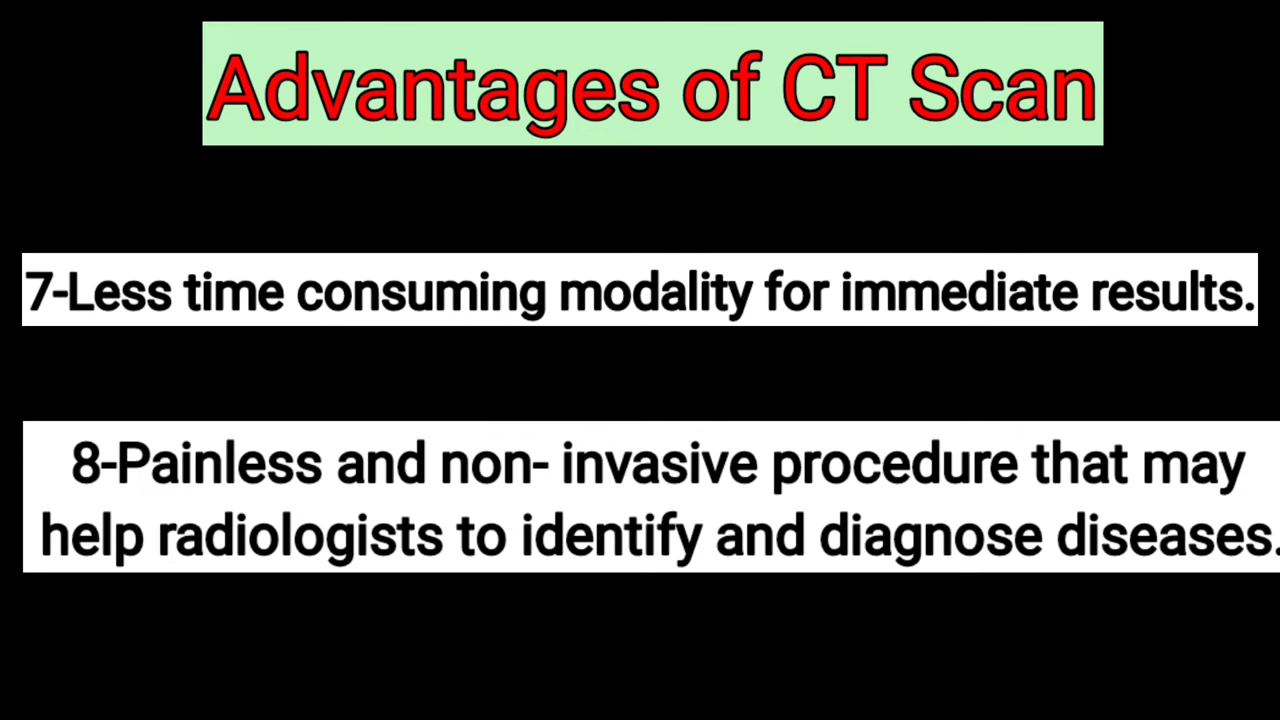 Advantages of CT Scan
7-Less time consuming modality for immediate results.
8-Painless and non- invasive procedure that may
help radiologists to identify and diagnose diseases.